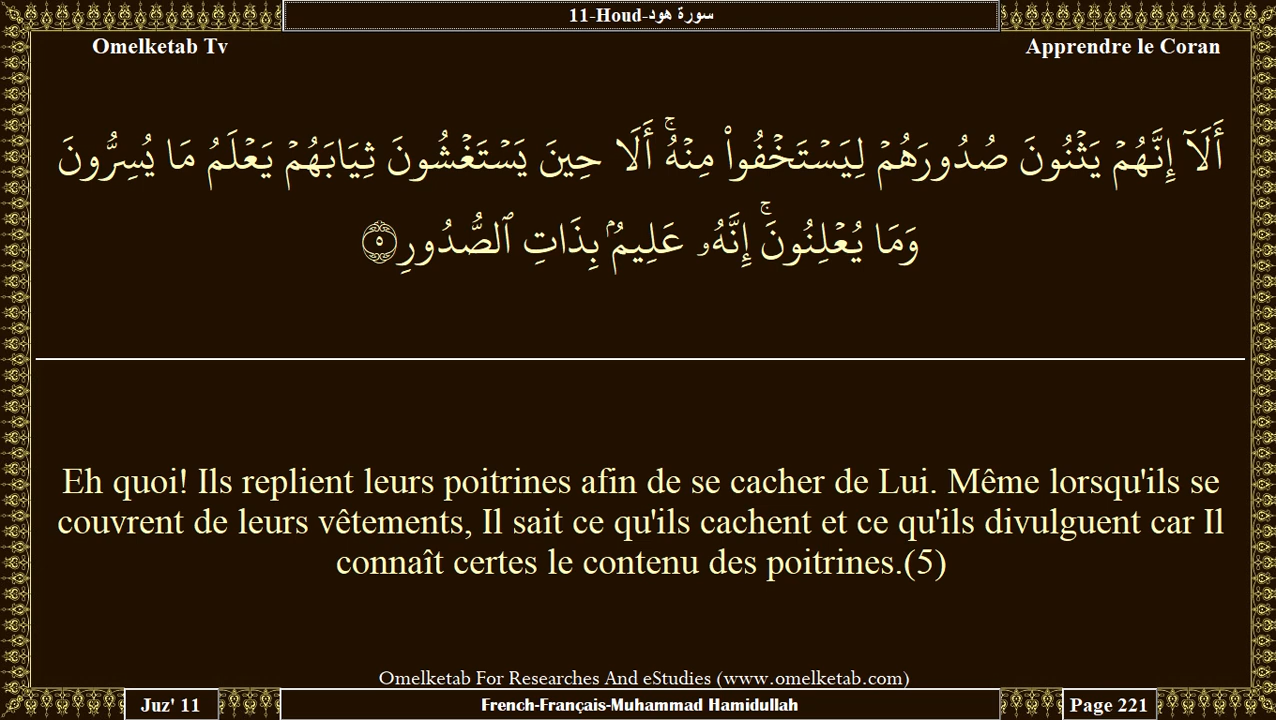 11-Houd-سورة هود
Omelketab Tv
Apprendre le Coran
أَلَآ إِنَّهُمْ يَثْنُونَ صُدُورَهُمْ لِيَسْتَخْفُوا۟ مِنْهُ ۚ أَلَا حِينَ يَسْتَغْشُونَ ثِيَابَهُمْ يَعْلَمُ مَا يُسِرُّونَ
وَمَا يُعْلِنُونَ ۚ إِنَّهُۥ عَلِيمٌۢ بِذَاتِ ٱلصُّدُورِ ٥
Eh quoi! Ils replient leurs poitrines afin de se cacher de Lui. Même lorsqu'ils se
couvrent de leurs vêtements, Il sait ce qu'ils cachent et ce qu'ils divulguent car Il
connaît certes le contenu des poitrines.(5)
Omelketab For Researches And eStudies (www.omelketab.com)
Juz' 11
French-Français-Muhammad Hamidullah
Page 221